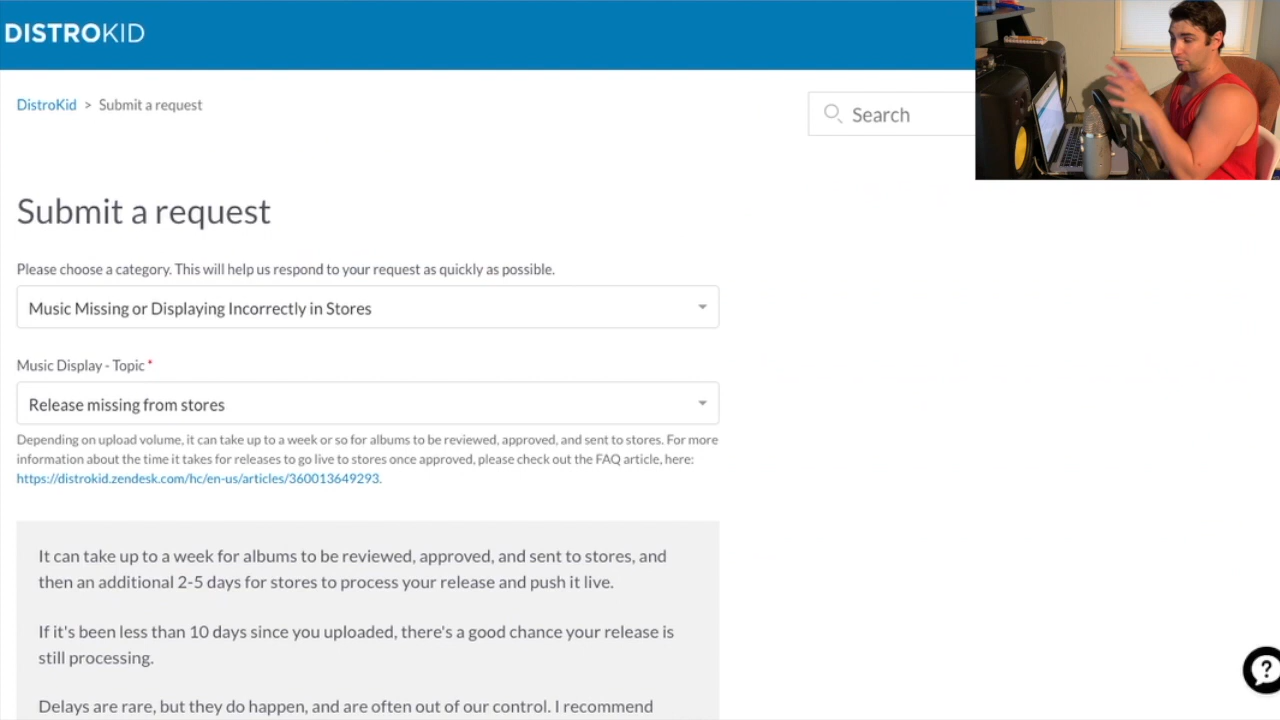 DISTROKID
DistroKid > Submit a request
Search
Submit a request
Please choose a category. This will help us respond to your request as quickly as possible.
Music Missing or Displaying Incorrectly in Stores
Music Display - Topic *
Release missing from stores
Depending on upload volume, it can take up to a week or so for albums to be reviewed, approved, and sent to stores. For more
information about the time it takes for releases to go live to stores once approved, please check out the FAQ article, here:
https://distrokid.zendesk.com/hc/en-us/articles/360013649293.
It can take up to a week for albums to be reviewed, approved, and sent to stores, and
then an additional 2-5 days for stores to process your release and push it live.
If it's been less than 10 days since you uploaded, there's a good chance your release is
still processing.
Delays are rare, but they do happen, and are often out of our control. I recommend
?